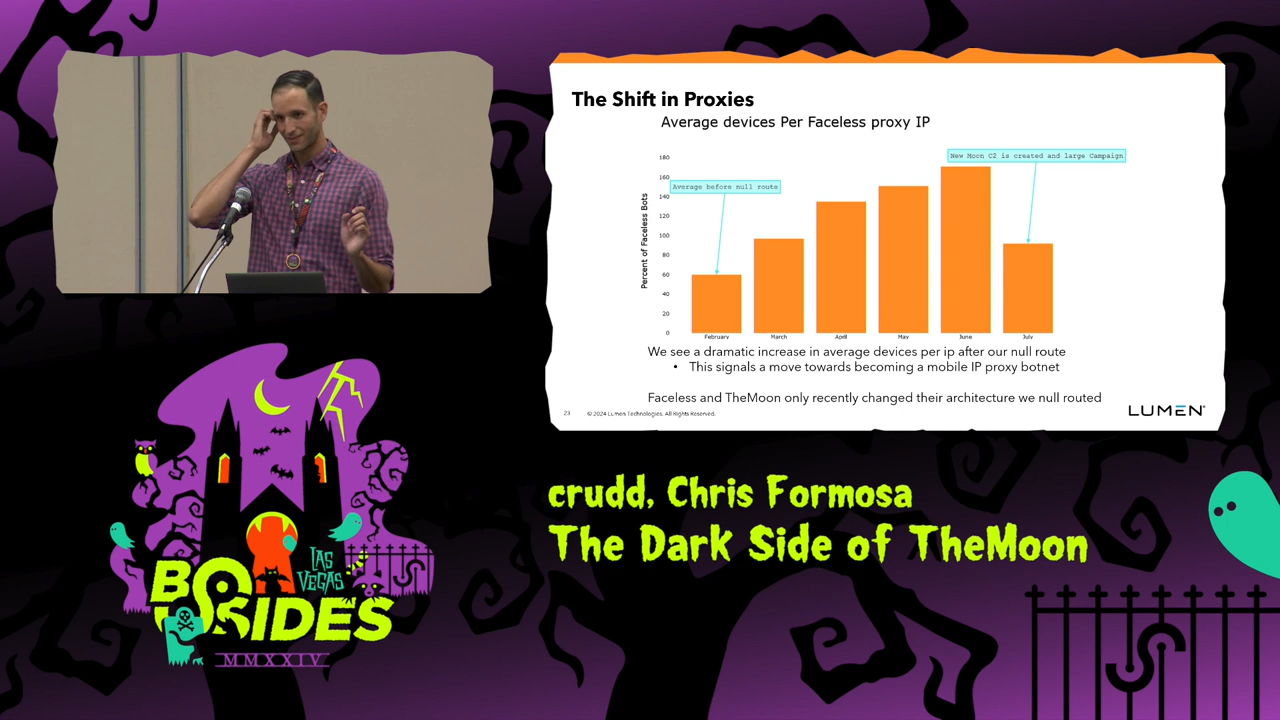 The Shift in Proxies
Average devices Per Faceless proxy IP
New Moon C2 is created and large Campaign
Average before null route
Percent of Faceless Bots
180
160
140
120
100
80
60
40
20
0
February
March
April
May
June
July
We see a dramatic increase in average devices per ip after our null route
• This signals a move towards becoming a mobile IP proxy botnet
Faceless and TheMoon only recently changed their architecture we null routed
23
© 2024 Lumen Technologies. All Rights Reserved.
LUMEN®
crudd, Chris Formosa
The Dark Side of TheMoon
LAS
VEGAS
BSIDES
MMXXIV